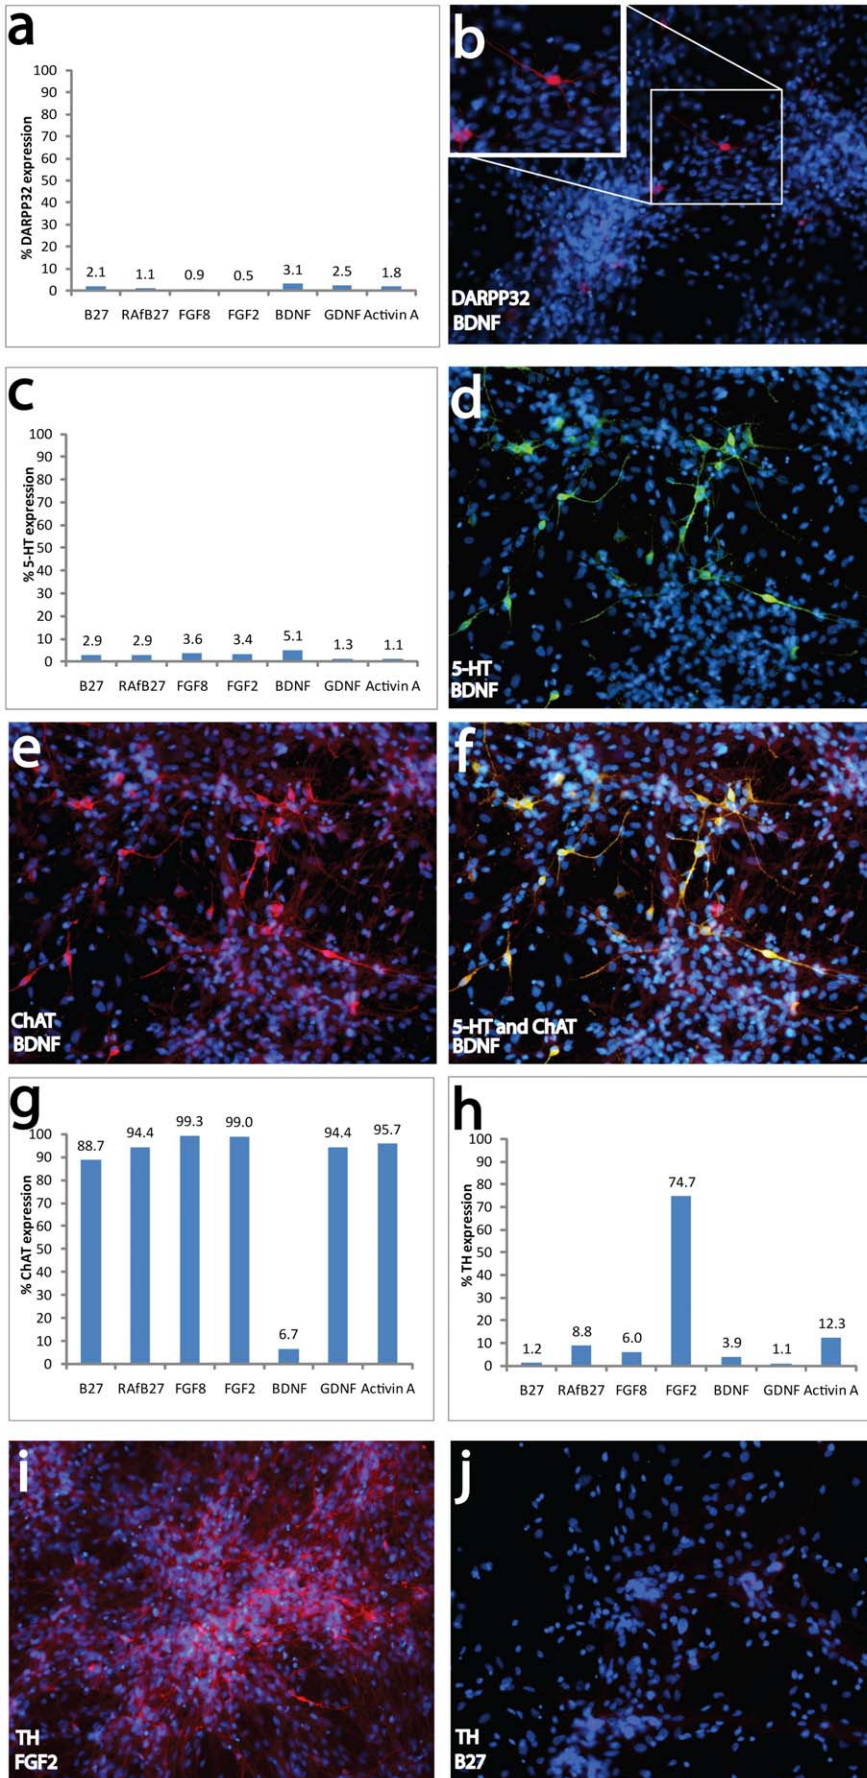 a
100
90
80
70
60
50
40
30
20
10
0
% DARPP32 expression
2.1 1.1 0.9 0.5 3.1 2.5 1.8
B27 RAfB27 FGF8 FGF2 BDNF GDNF Activin A
b
DARPP32
BDNF
c
100
90
80
70
60
50
40
30
20
10
0
% 5-HT expression
2.9 2.9 3.6 3.4 5.1 1.3 1.1
B27 RAfB27 FGF8 FGF2 BDNF GDNF Activin A
d
5-HT
BDNF
e
ChAT
BDNF
f
5-HT and ChAT
BDNF
g
100
90
80
70
60
50
40
30
20
10
0
% ChAT expression
88.7 94.4 99.3 99.0 6.7 94.4 95.7
B27 RAfB27 FGF8 FGF2 BDNF GDNF Activin A
h
100
90
80
70
60
50
40
30
20
10
0
% TH expression
1.2 8.8 6.0 74.7 3.9 1.1 12.3
B27 RAfB27 FGF8 FGF2 BDNF GDNF Activin A
i
TH
FGF2
j
TH
B27